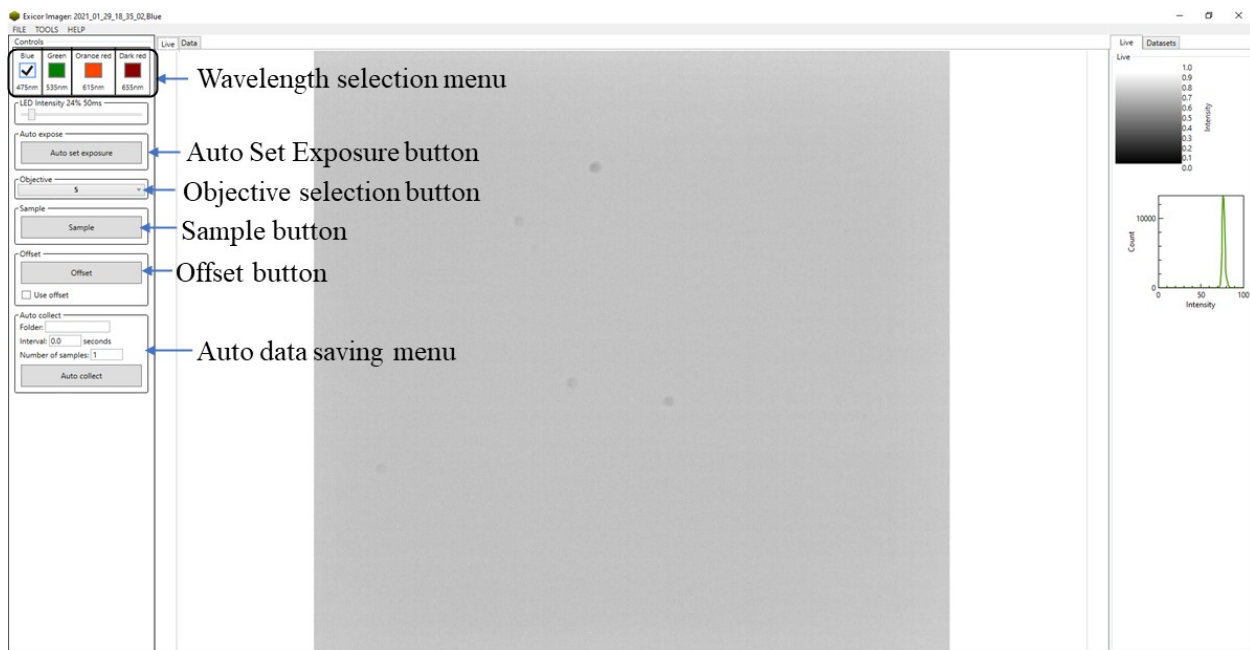 Exicor Imager: 2021_01_29_18_35_02,Blue
FILE TOOLS HELP
Controls
Live Data
Blue Green Orange red Dark red
475nm 535nm 615nm 655nm
Wavelength selection menu
LED Intensity 24% 50ms
Auto expose
Auto set exposure
Auto Set Exposure button
Objective
5
Objective selection button
Sample
Sample
Sample button
Offset
Offset
Offset button
Use offset
Auto collect
Folder:
Interval: 0.0 seconds
Number of samples: 1
Auto collect
Auto data saving menu
Live Datasets
Live
1.0
0.9
0.8
0.7
0.6
0.5
0.4
0.3
0.2
0.1
0.0
Intensity
10000
0
Count
0 50 100
Intensity